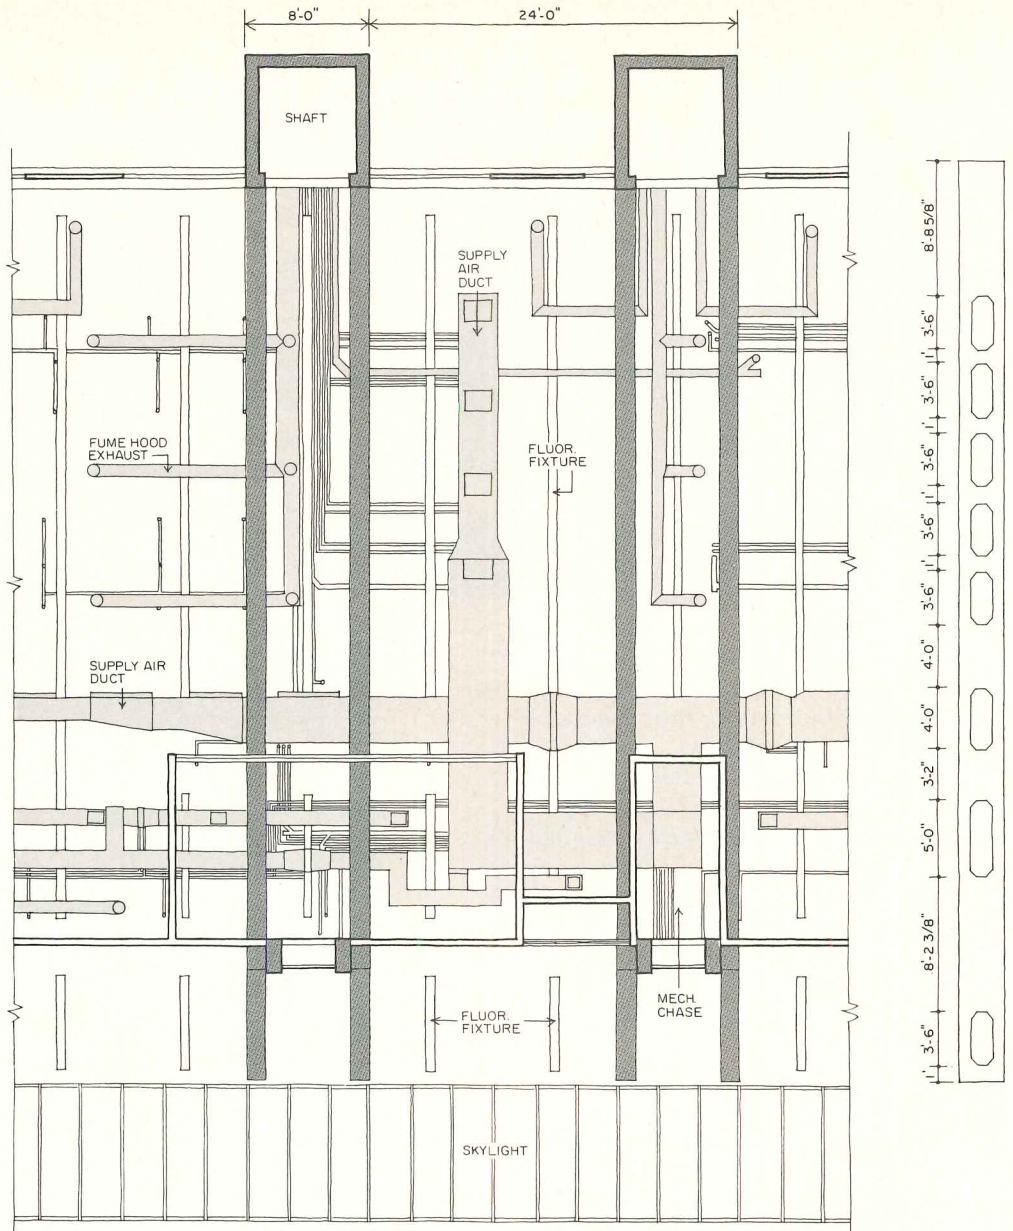 8'-0"
24'-0"
SHAFT
SUPPLY
AIR
DUCT
FUME HOOD
EXHAUST
FLUOR.
FIXTURE
SUPPLY AIR
DUCT
MECH.
CHASE
FLUOR.
FIXTURE
SKYLIGHT
8'-8 5/8"
3'-6"
1'
3'-6"
1'
3'-6"
1'
3'-6"
1'
3'-6"
4'-0"
4'-0"
3'-2"
5'-0"
8'-2 3/8"
3'-6"
1'